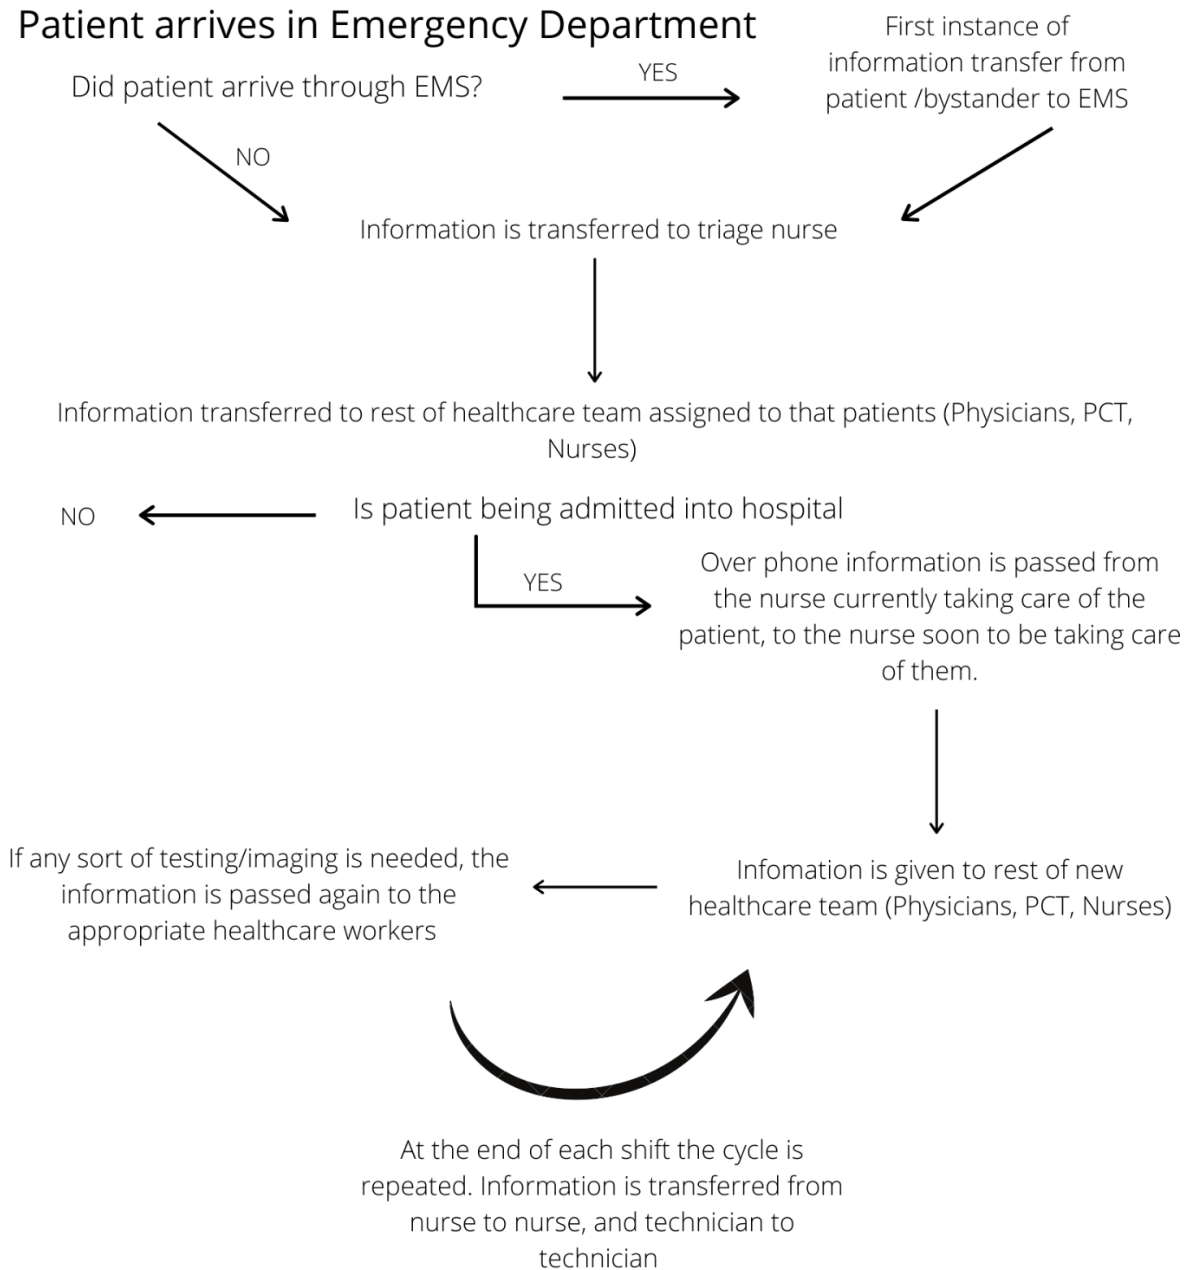 Patient arrives in Emergency Department
Did patient arrive through EMS?
YES
First instance of
information transfer from
patient /bystander to EMS
NO
Information is transferred to triage nurse
Information transferred to rest of healthcare team assigned to that patients (Physicians, PCT,
Nurses)
Is patient being admitted into hospital
NO
YES
Over phone information is passed from
the nurse currently taking care of the
patient, to the nurse soon to be taking care
of them.
Infomation is given to rest of new
healthcare team (Physicians, PCT, Nurses)
If any sort of testing/imaging is needed, the
information is passed again to the
appropriate healthcare workers
At the end of each shift the cycle is
repeated. Information is transferred from
nurse to nurse, and technician to
technician